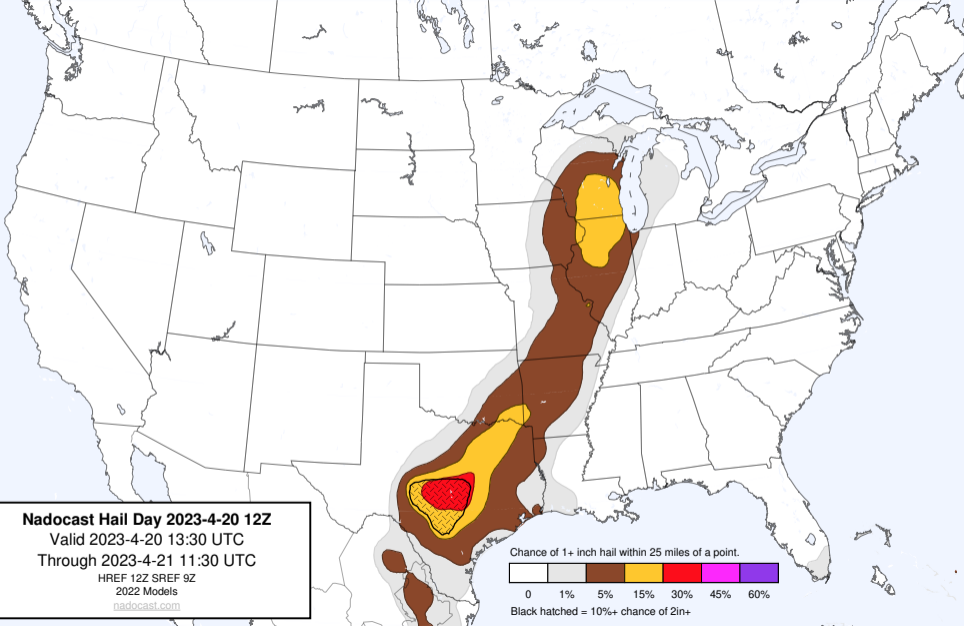 Nadocast Hail Day 2023-4-20 12Z
Valid 2023-4-20 13:30 UTC
Through 2023-4-21 11:30 UTC
HREF 12Z SREF 9Z
2022 Models
nadocast.com
Chance of 1+ inch hail within 25 miles of a point.
0 1% 5% 15% 30% 45% 60%
Black hatched = 10%+ chance of 2in+